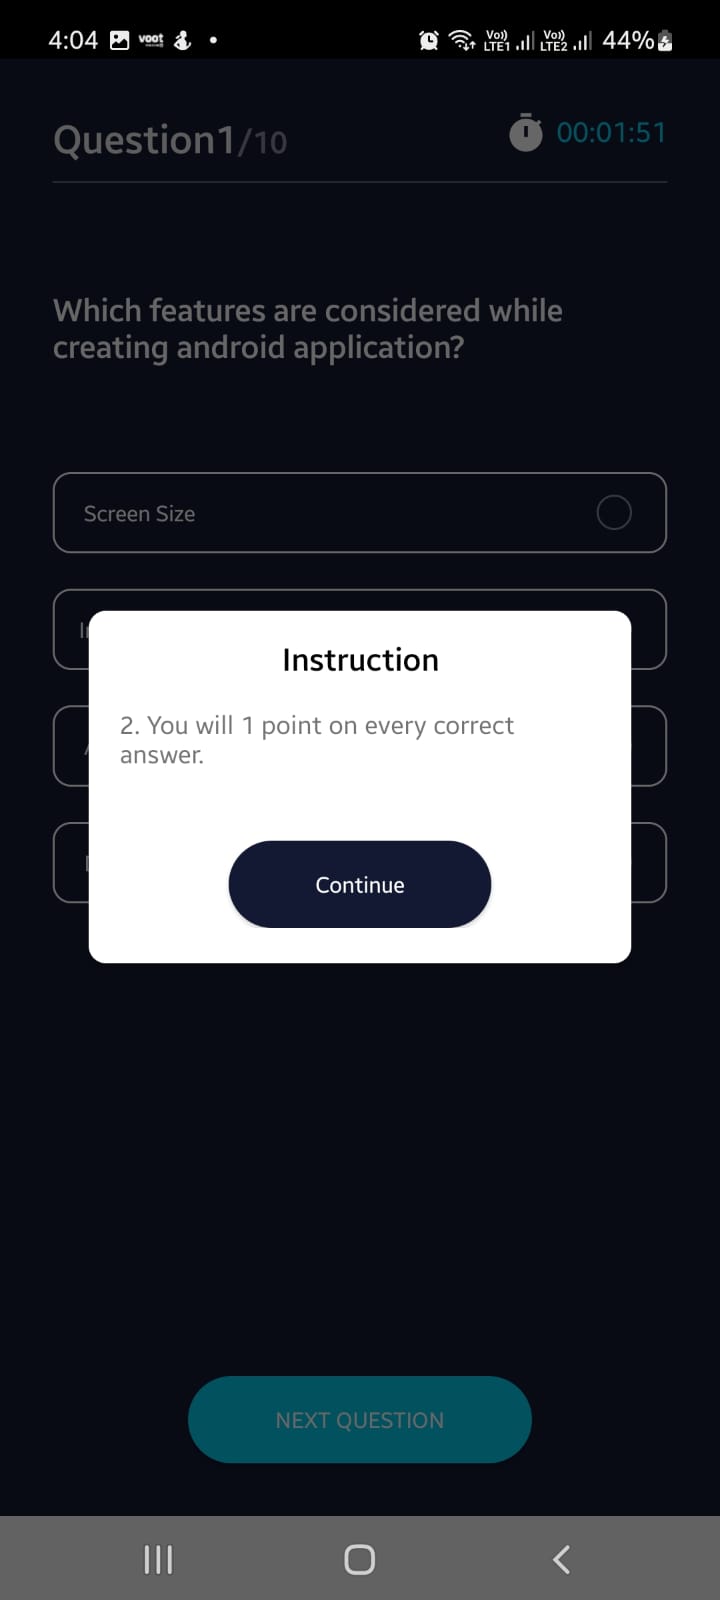 4:04 voot 44%
Vo)) LTE1 Vo)) LTE2
Question1/10 00:01:51
Which features are considered while
creating android application?
Screen Size
Instruction
2. You will 1 point on every correct
answer.
Continue
NEXT QUESTION